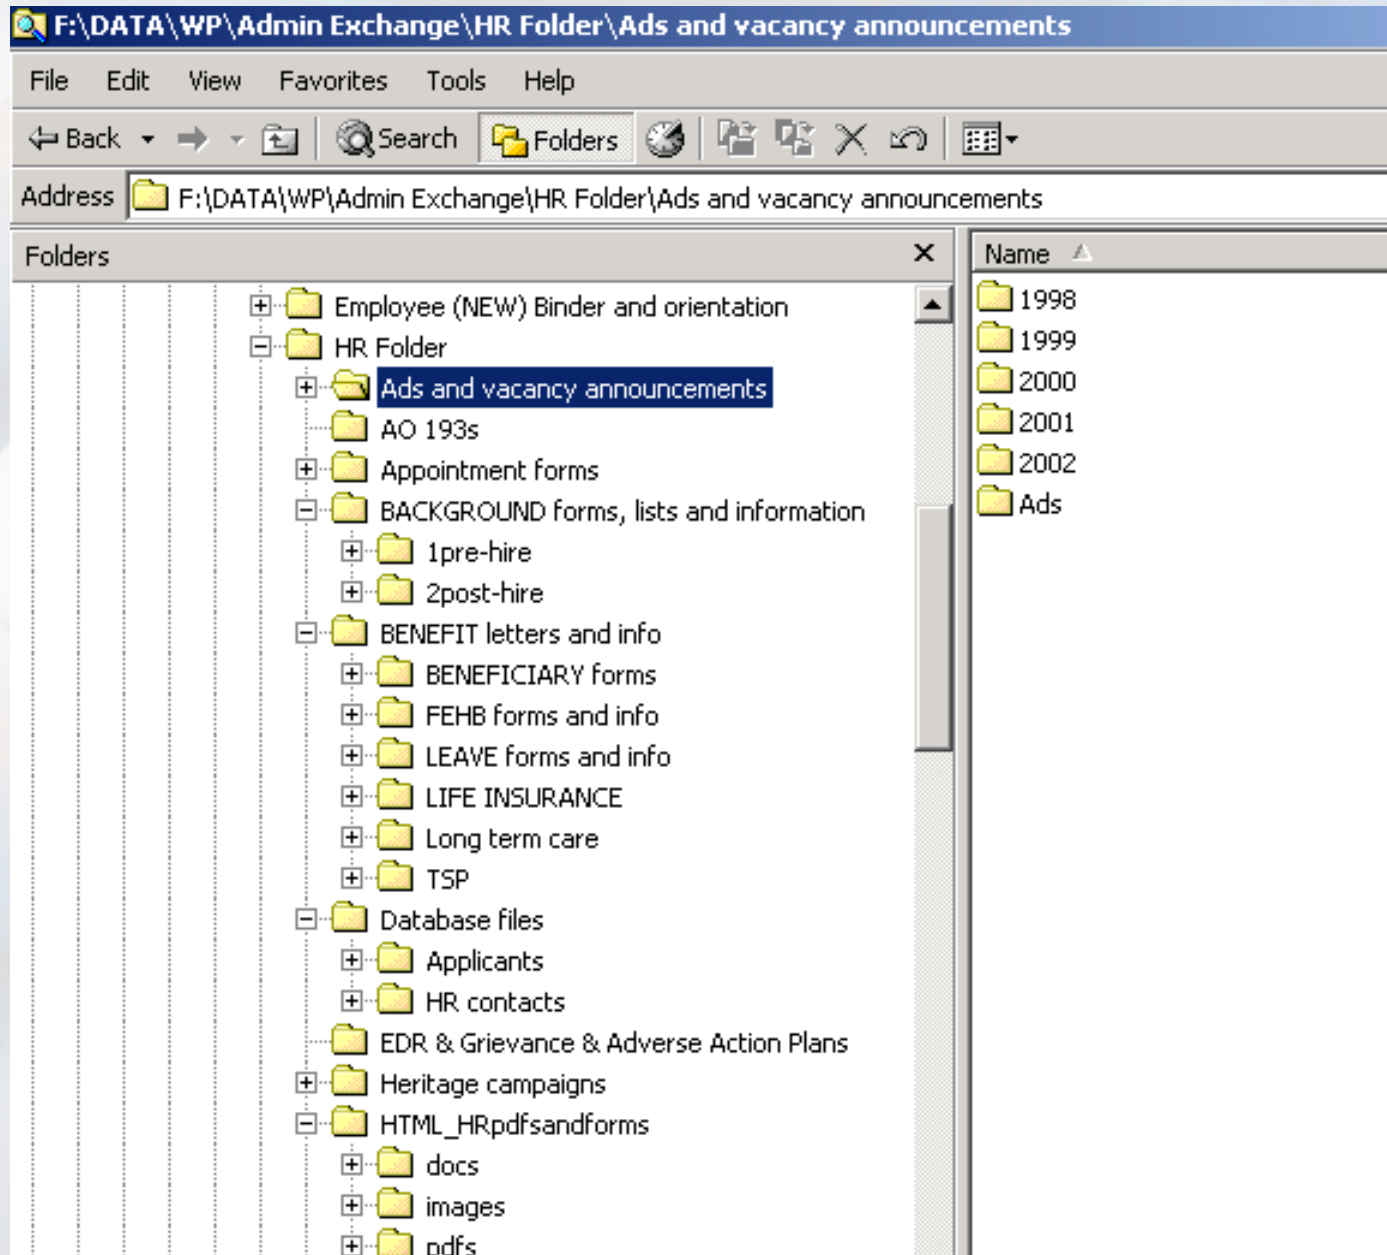 F:\DATA\WP\Admin Exchange\HR Folder\Ads and vacancy announcements
File Edit View Favorites Tools Help
Back Search Folders
Address F:\DATA\WP\Admin Exchange\HR Folder\Ads and vacancy announcements
Folders
Employee (NEW) Binder and orientation
HR Folder
Ads and vacancy announcements
AO 193s
Appointment forms
BACKGROUND forms, lists and information
1pre-hire
2post-hire
BENEFIT letters and info
BENEFICIARY forms
FEHB forms and info
LEAVE forms and info
LIFE INSURANCE
Long term care
TSP
Database files
Applicants
HR contacts
EDR & Grievance & Adverse Action Plans
Heritage campaigns
HTML_HRpdfsandforms
docs
images
pdfs
Name
1998
1999
2000
2001
2002
Ads